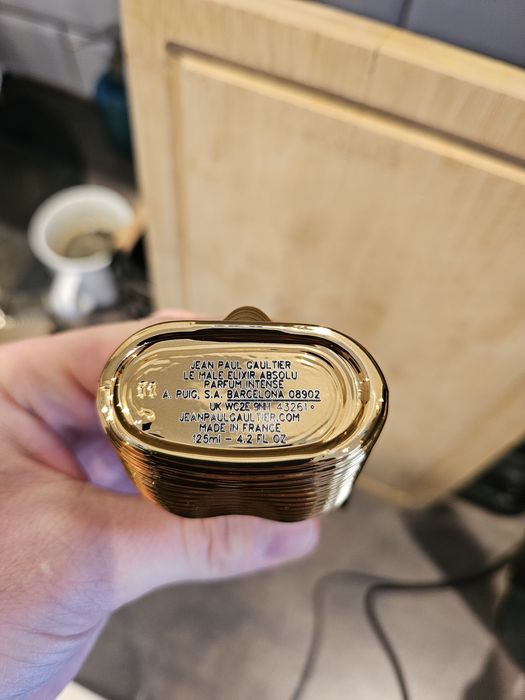 JEAN PAUL GAULTIER
LE MALE ELIXIR ABSOLU
PARFUM INTENSE
A. PUIG, S.A. BARCELONA 08902
UK WC2E 9NH 43261
JEANPAULGAULTIER.COM
MADE IN FRANCE
125ml – 4.2 FL OZ